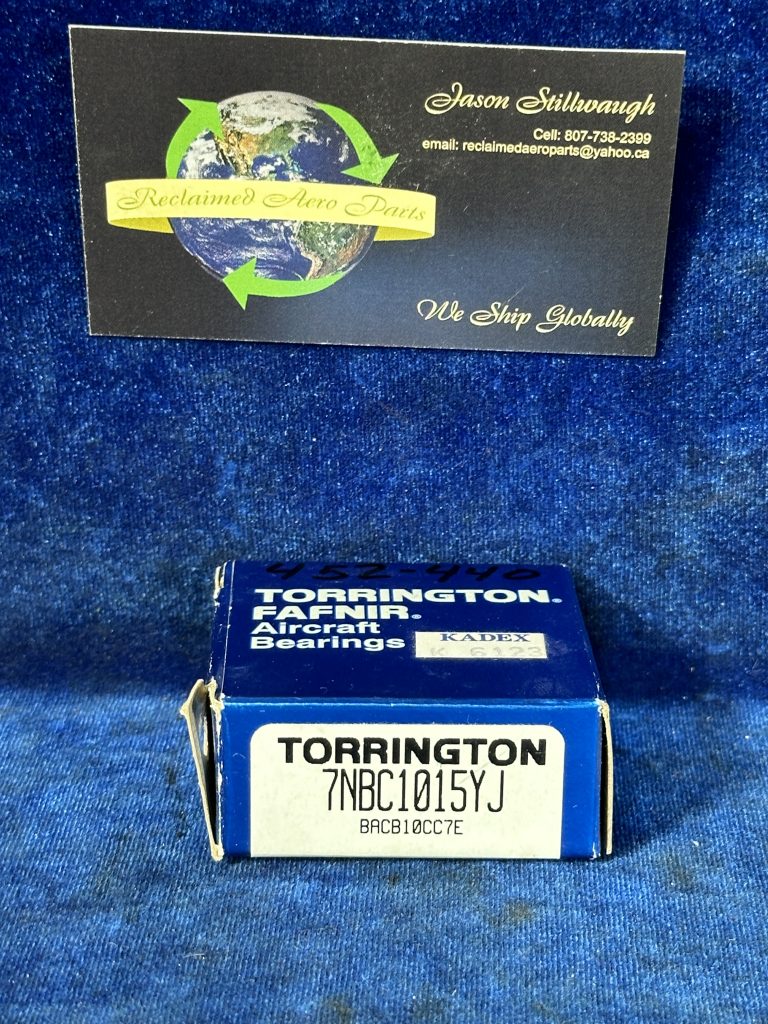 Jason Stillwaugh
Cell: 807-738-2399
email: reclaimedaeroparts@yahoo.ca
Reclaimed Aero Parts
We Ship Globally
452-440
TORRINGTON®
FAFNIR®
Aircraft
Bearings
KADEX
K 6123
TORRINGTON
7NBC1015YJ
BACB10CC7E